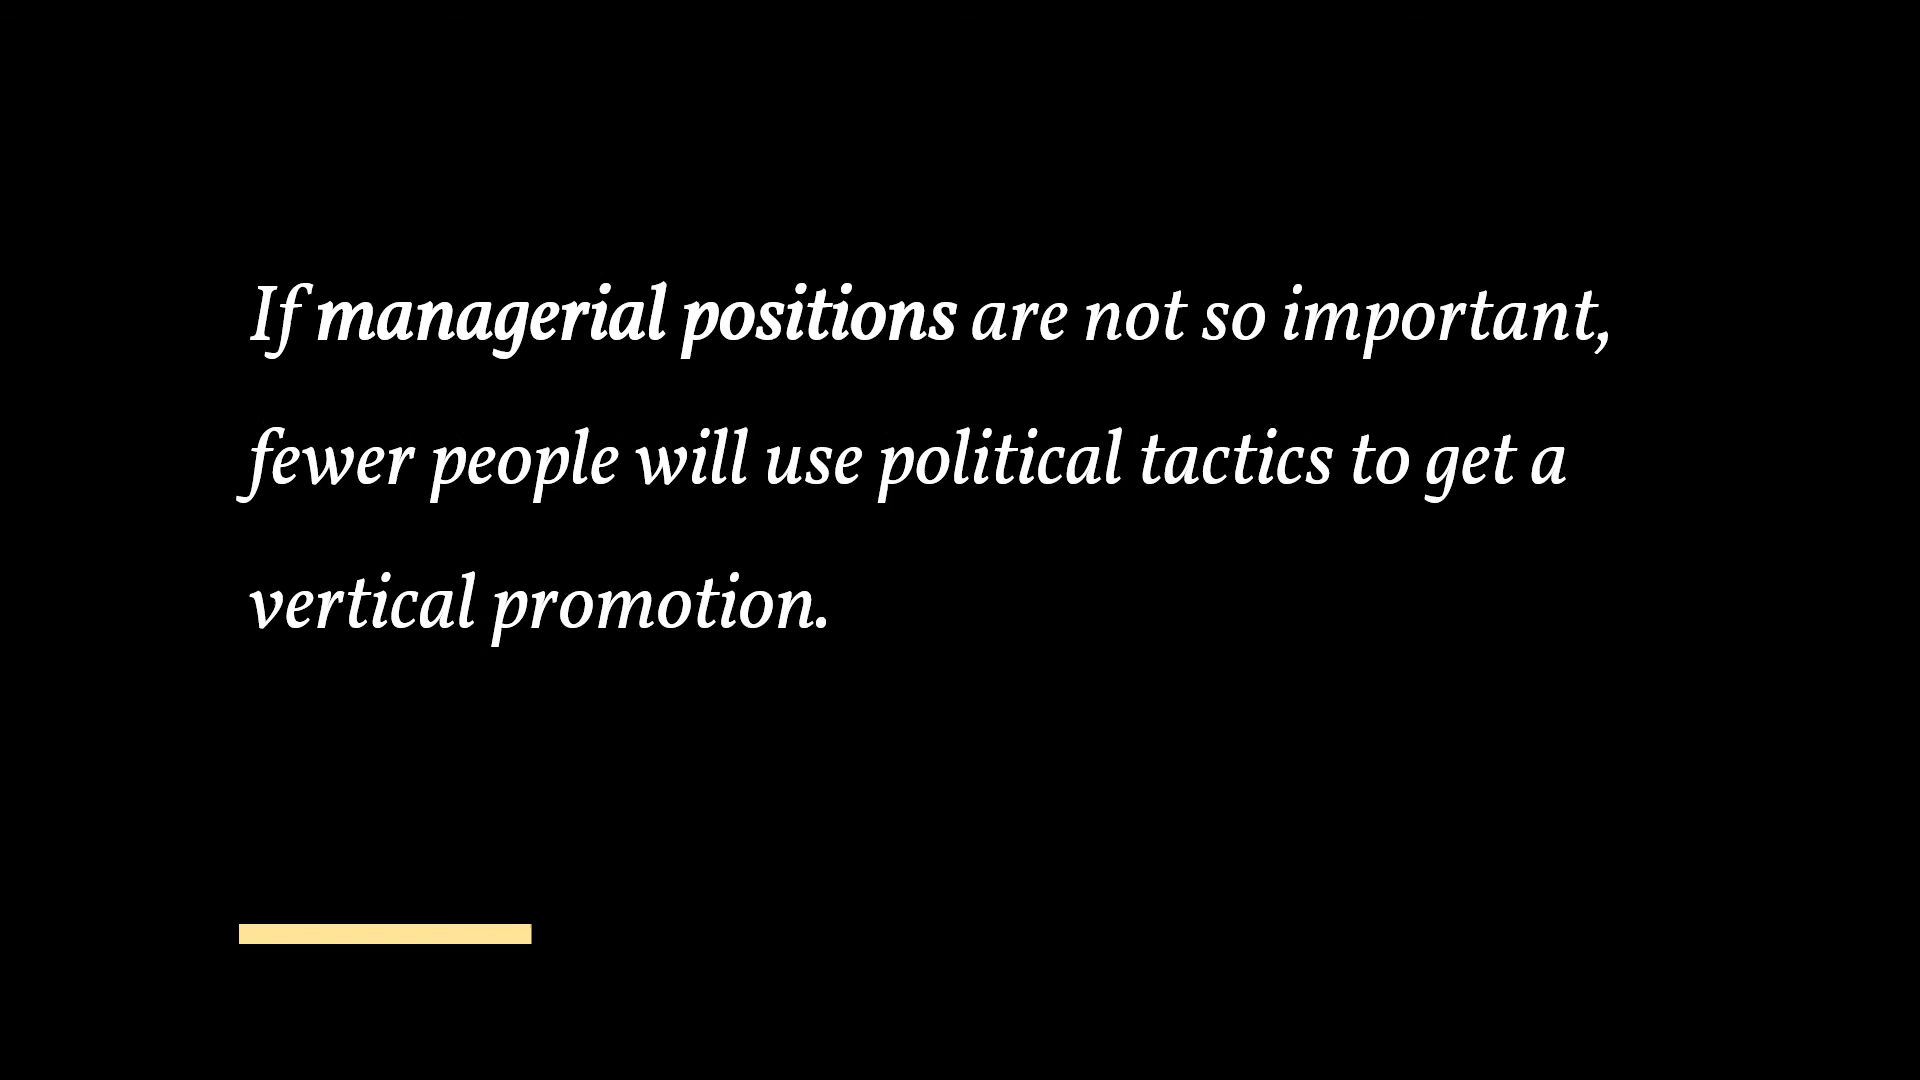 If managerial positions are not so important,
fewer people will use political tactics to get a
vertical promotion.